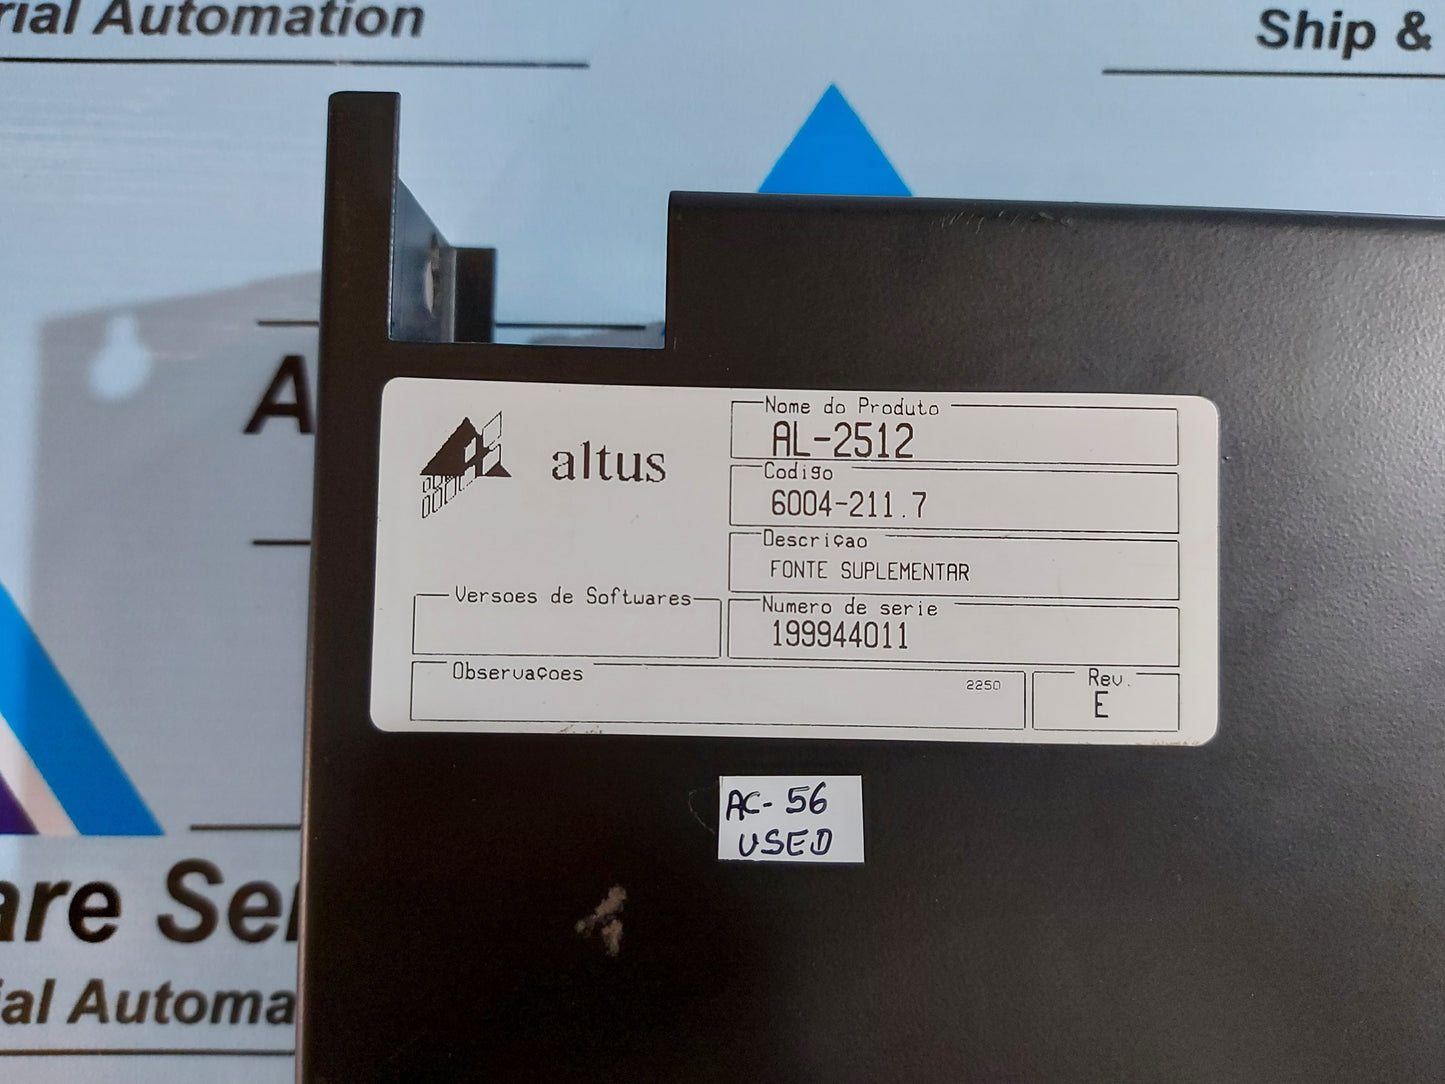 rial Automation
Ship &
A
altus
Nome do Produto
AL-2512
Codigo
6004-211.7
Descriçao
FONTE SUPLEMENTAR
Versoes de Softwares
Numero de serie
199944011
Observaçoes
2250
Rev.
E
AC-56
USED
are Ser
ial Automa